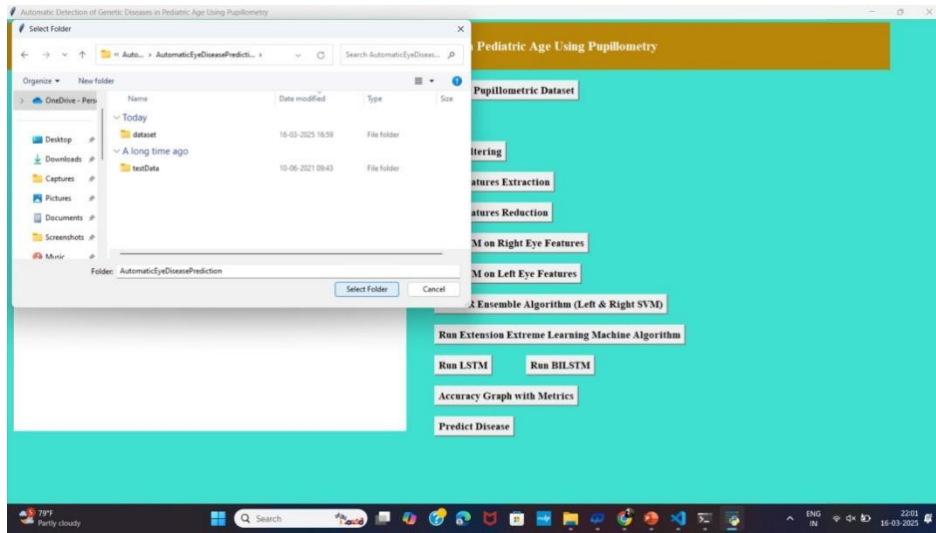 Automatic Detection of Genetic Diseases in Pediatric Age Using Pupillometry
Select Folder
Auto... > AutomaticEyeDiseasePredicti... >
Search AutomaticEyeDiseas...
Organize
New folder
Name
Date modified
Type
Size
OneDrive - Pers
Today
Desktop
dataset
16-03-2025 16:59
File folder
Downloads
A long time ago
Captures
testData
10-06-2021 09:43
File folder
Pictures
Documents
Screenshots
Music
Folder:
AutomaticEyeDiseasePrediction
Select Folder
Cancel
Pediatric Age Using Pupillometry
Pupillometric Dataset
ltering
atures Extraction
atures Reduction
M on Right Eye Features
M on Left Eye Features
R Ensemble Algorithm (Left & Right SVM)
Run Extension Extreme Learning Machine Algorithm
Run LSTM
Run BILSTM
Accuracy Graph with Metrics
Predict Disease
79°F
Partly cloudy
Search
ENG
IN
22:01
16-03-2025